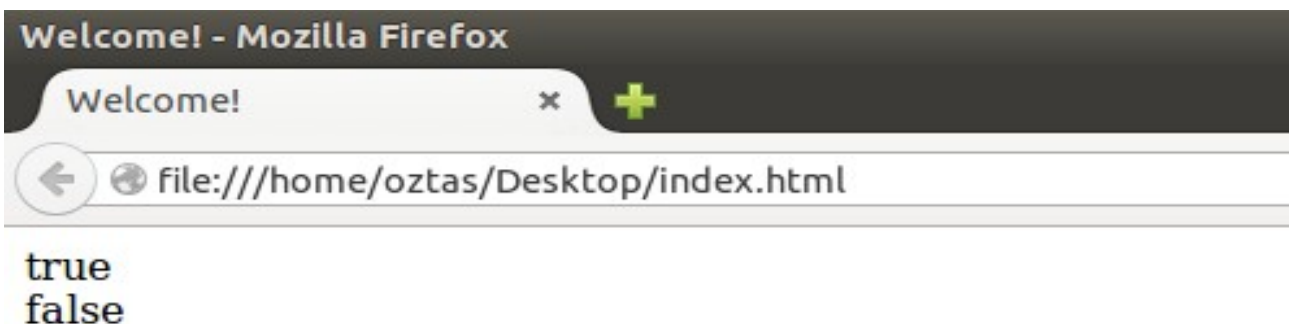 Welcome! - Mozilla Firefox
Welcome!
file:///home/oztas/Desktop/index.html
true
false